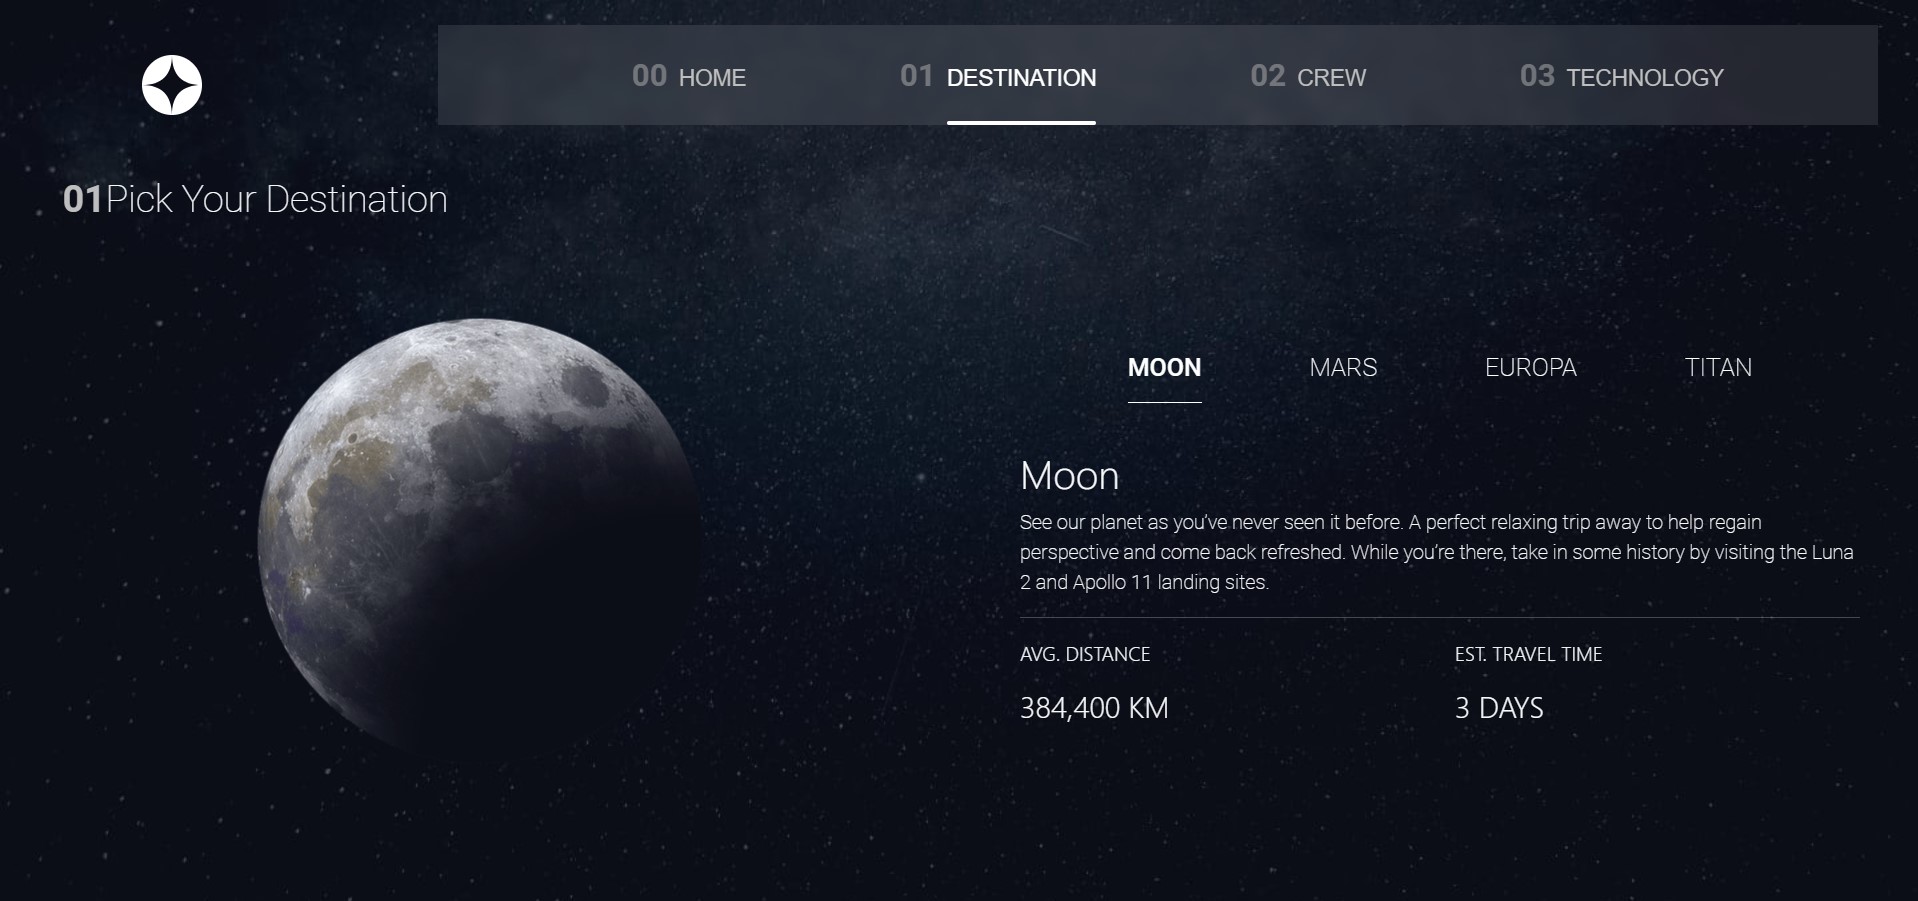 00 HOME 01 DESTINATION 02 CREW 03 TECHNOLOGY
01Pick Your Destination
MOON MARS EUROPA TITAN
Moon
See our planet as you’ve never seen it before. A perfect relaxing trip away to help regain
perspective and come back refreshed. While you’re there, take in some history by visiting the Luna
2 and Apollo 11 landing sites.
AVG. DISTANCE EST. TRAVEL TIME
384,400 KM 3 DAYS